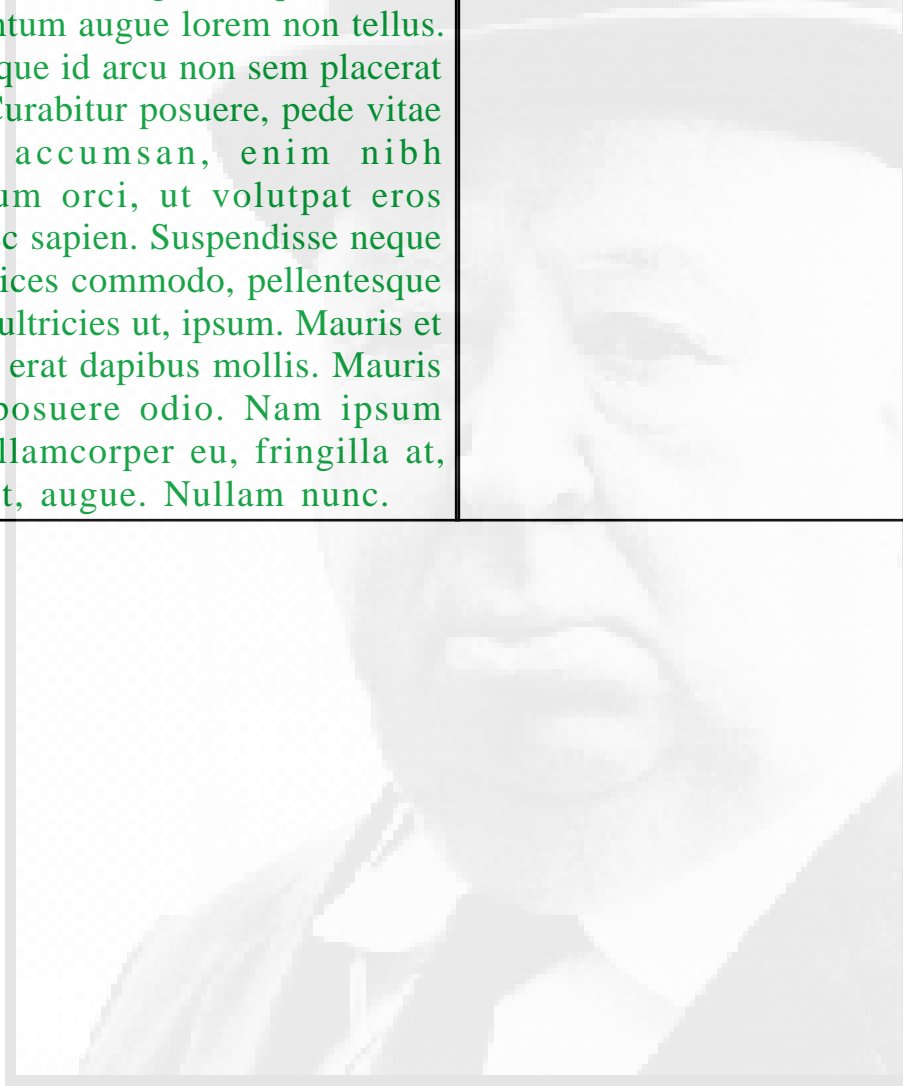 ntum augue lorem non tellus.
que id arcu non sem placerat
Curabitur posuere, pede vitae
accumsan, enim nibh
um orci, ut volutpat eros
c sapien. Suspendisse neque
ices commodo, pellentesque
ultricies ut, ipsum. Mauris et
erat dapibus mollis. Mauris
posuere odio. Nam ipsum
llamcorper eu, fringilla at,
t, augue. Nullam nunc.